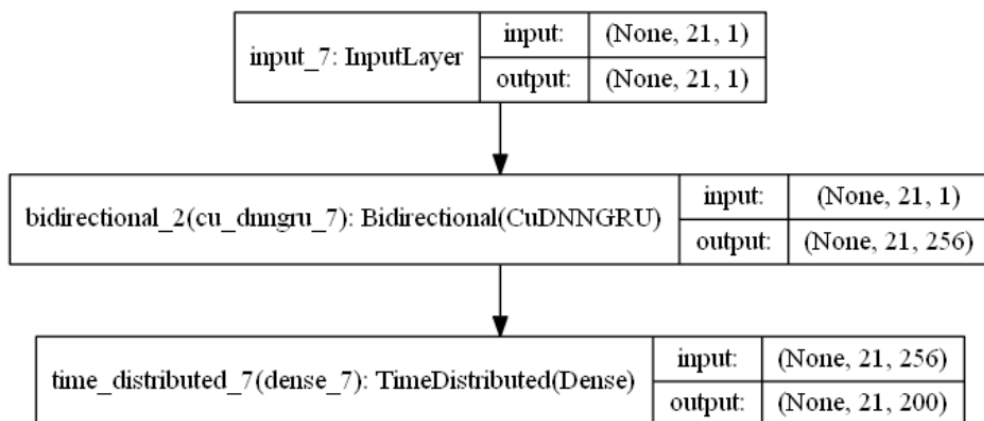 input_7: InputLayer
input: (None, 21, 1)
output: (None, 21, 1)
bidirectional_2(cu_dnngru_7): Bidirectional(CuDNNGRU)
input: (None, 21, 1)
output: (None, 21, 256)
time_distributed_7(dense_7): TimeDistributed(Dense)
input: (None, 21, 256)
output: (None, 21, 200)